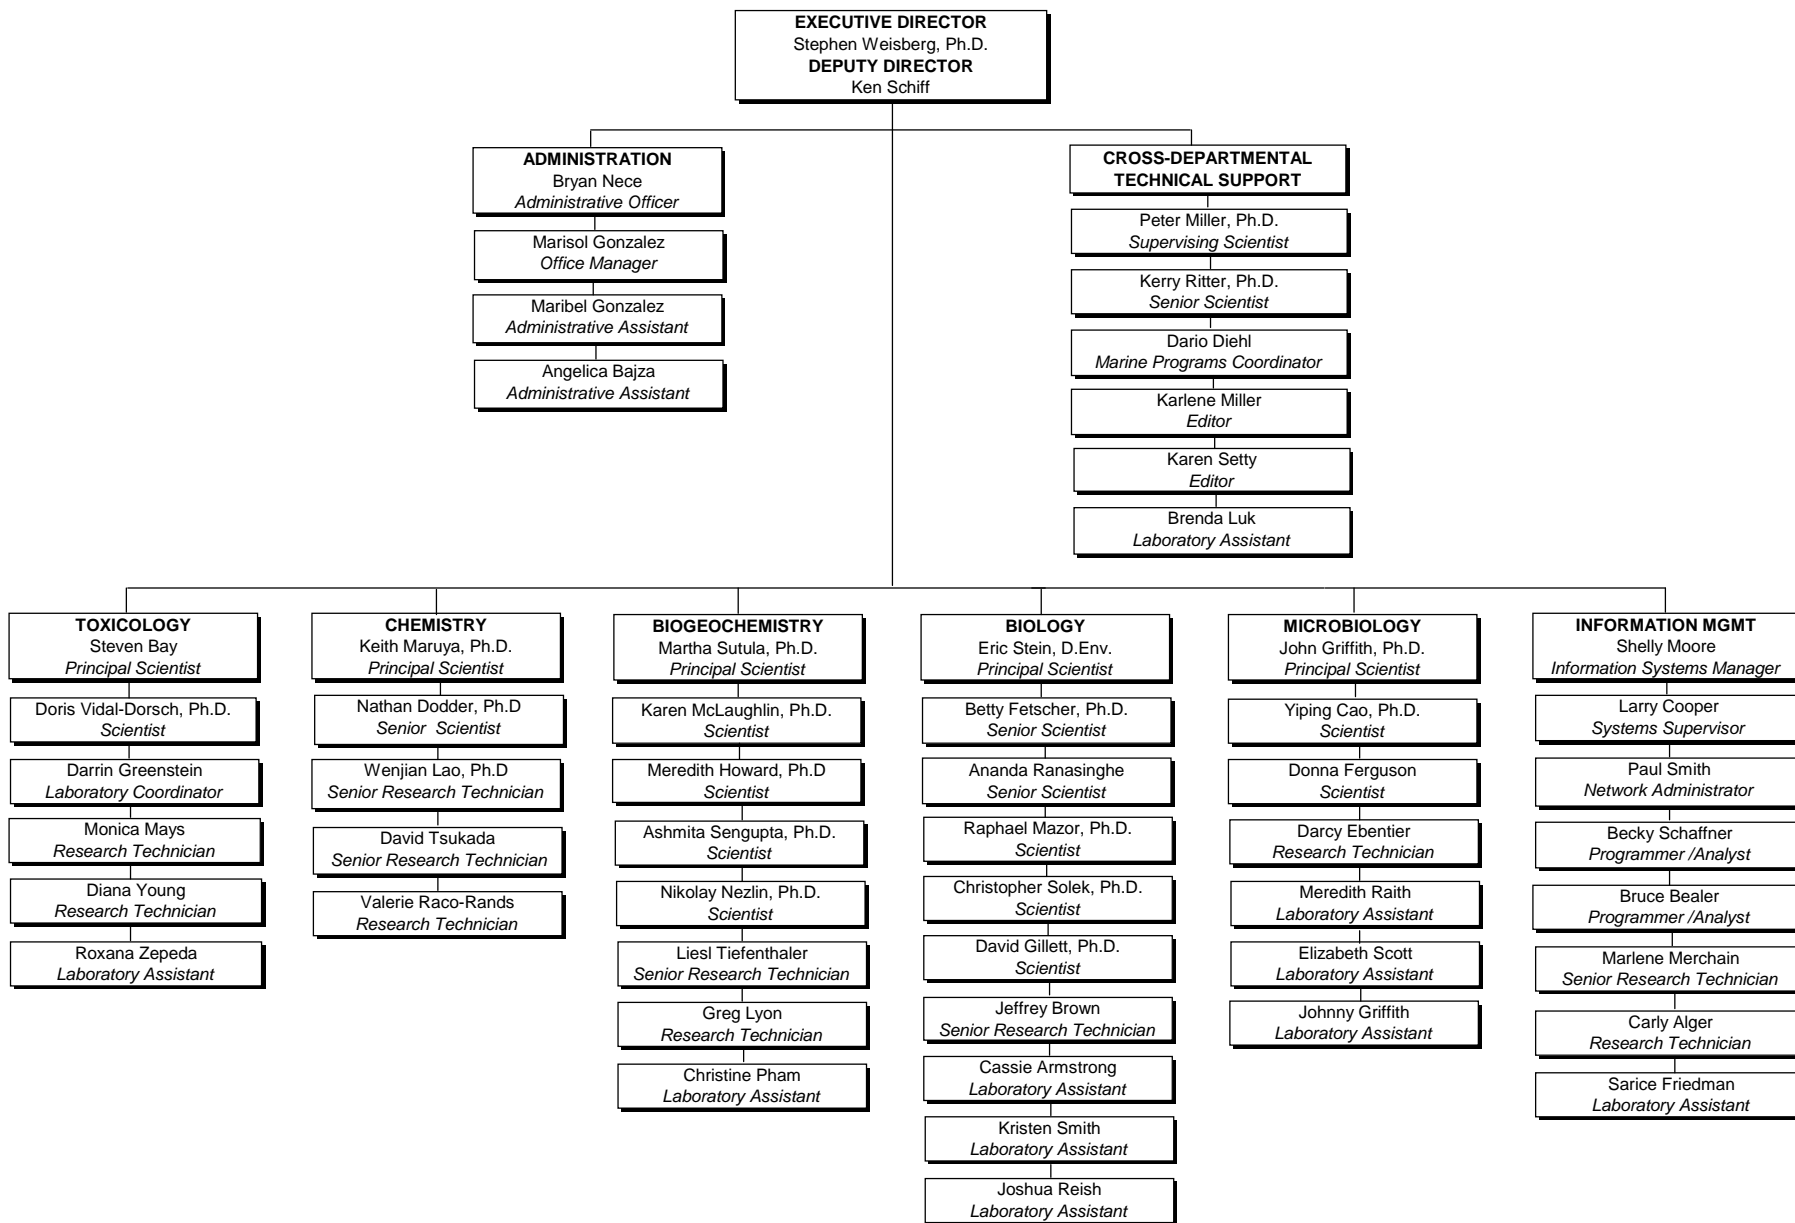 EXECUTIVE DIRECTOR
Stephen Weisberg, Ph.D.
DEPUTY DIRECTOR
Ken Schiff
ADMINISTRATION
Bryan Nece
Administrative Officer
Marisol Gonzalez
Office Manager
Maribel Gonzalez
Administrative Assistant
Angelica Bajza
Administrative Assistant
CROSS-DEPARTMENTAL
TECHNICAL SUPPORT
Peter Miller, Ph.D.
Supervising Scientist
Kerry Ritter, Ph.D.
Senior Scientist
Dario Diehl
Marine Programs Coordinator
Karlene Miller
Editor
Karen Setty
Editor
Brenda Luk
Laboratory Assistant
TOXICOLOGY
Steven Bay
Principal Scientist
Doris Vidal-Dorsch, Ph.D.
Scientist
Darrin Greenstein
Laboratory Coordinator
Monica Mays
Research Technician
Diana Young
Research Technician
Roxana Zepeda
Laboratory Assistant
CHEMISTRY
Keith Maruya, Ph.D.
Principal Scientist
Nathan Dodder, Ph.D
Senior Scientist
Wenjian Lao, Ph.D
Senior Research Technician
David Tsukada
Senior Research Technician
Valerie Raco-Rands
Research Technician
BIOGEOCHEMISTRY
Martha Sutula, Ph.D.
Principal Scientist
Karen McLaughlin, Ph.D.
Scientist
Meredith Howard, Ph.D
Scientist
Ashmita Sengupta, Ph.D.
Scientist
Nikolay Nezlin, Ph.D.
Scientist
Liesl Tiefenthaler
Senior Research Technician
Greg Lyon
Research Technician
Christine Pham
Laboratory Assistant
BIOLOGY
Eric Stein, D.Env.
Principal Scientist
Betty Fetscher, Ph.D.
Senior Scientist
Ananda Ranasinghe
Senior Scientist
Raphael Mazor, Ph.D.
Scientist
Christopher Solek, Ph.D.
Scientist
David Gillett, Ph.D.
Scientist
Jeffrey Brown
Senior Research Technician
Cassie Armstrong
Laboratory Assistant
Kristen Smith
Laboratory Assistant
Joshua Reish
Laboratory Assistant
MICROBIOLOGY
John Griffith, Ph.D.
Principal Scientist
Yiping Cao, Ph.D.
Scientist
Donna Ferguson
Scientist
Darcy Ebentier
Research Technician
Meredith Raith
Laboratory Assistant
Elizabeth Scott
Laboratory Assistant
Johnny Griffith
Laboratory Assistant
INFORMATION MGMT
Shelly Moore
Information Systems Manager
Larry Cooper
Systems Supervisor
Paul Smith
Network Administrator
Becky Schaffner
Programmer /Analyst
Bruce Bealer
Programmer /Analyst
Marlene Merchain
Senior Research Technician
Carly Alger
Research Technician
Sarice Friedman
Laboratory Assistant